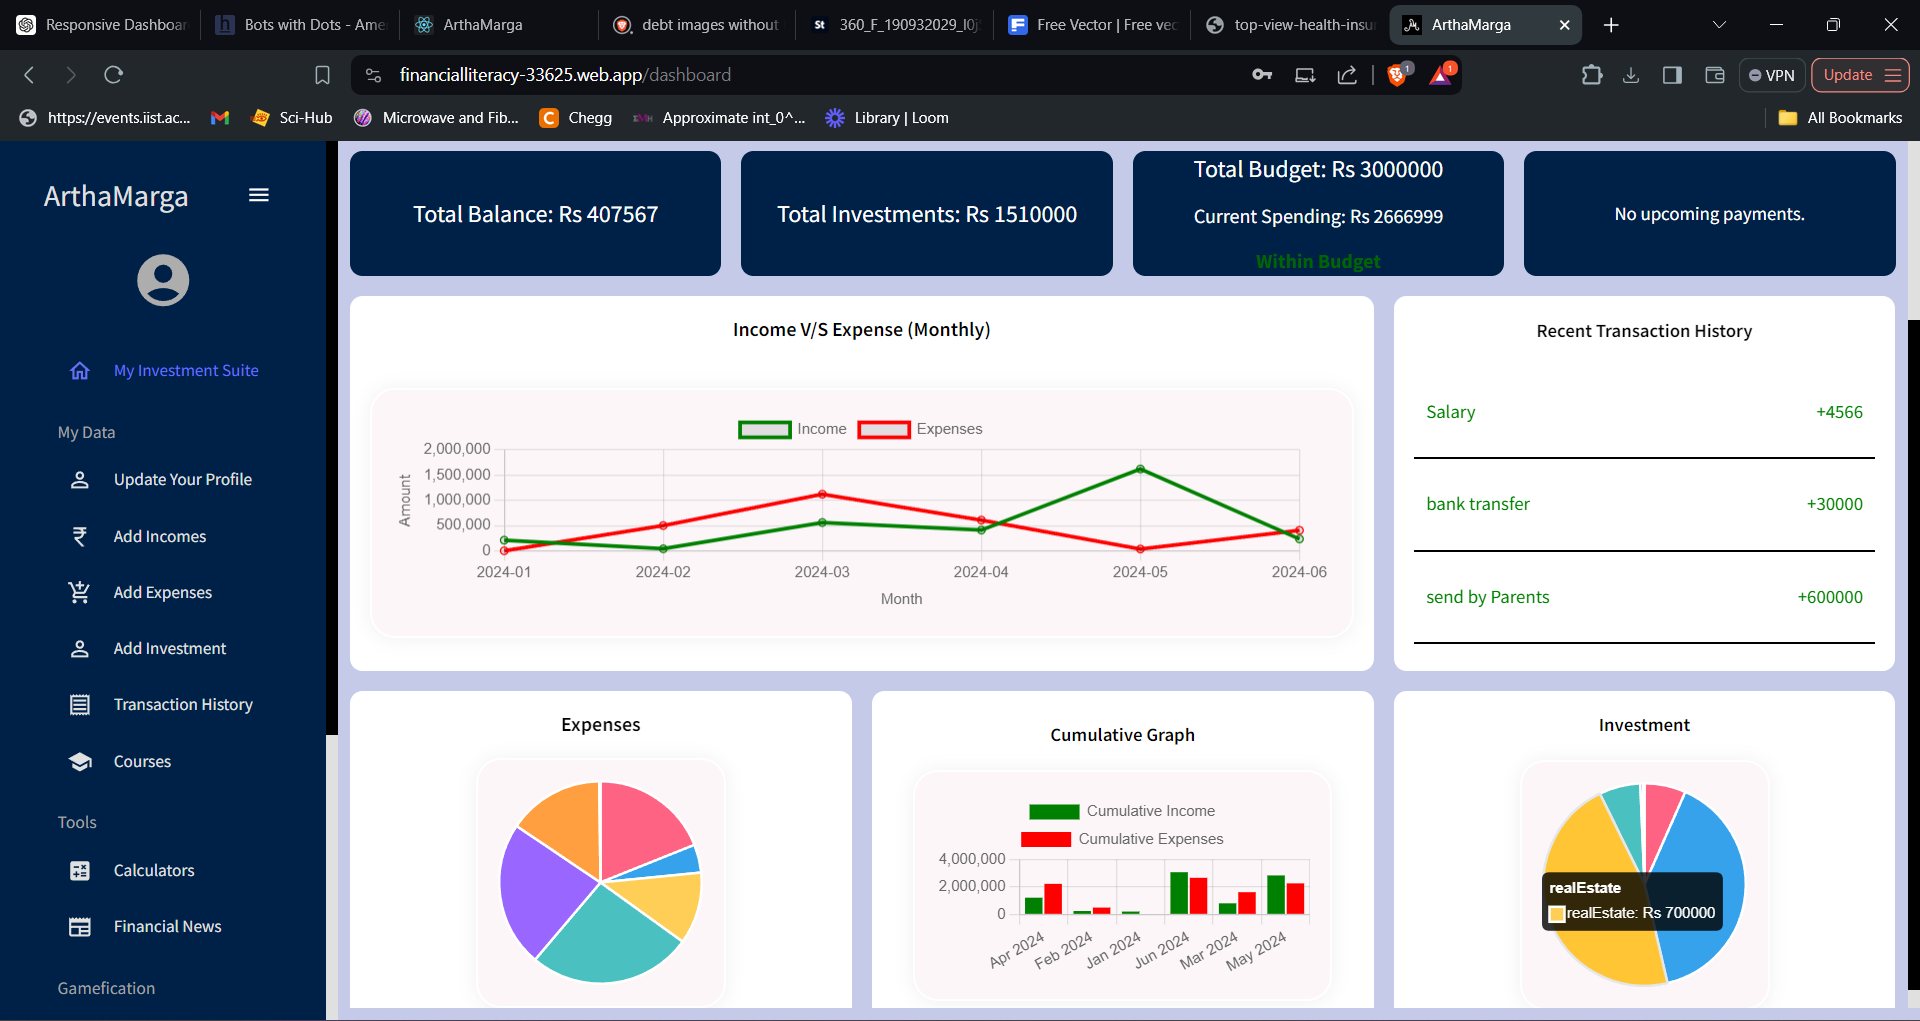 Responsive Dashboar
Bots with Dots - Ame
ArthaMarga
debt images without
360_F_190932029_I0j
Free Vector | Free vec
top-view-health-insu
ArthaMarga
financialliteracy-33625.web.app/dashboard
1
1
VPN
Update
https://events.iist.ac...
Sci-Hub
Microwave and Fib...
Chegg
Approximate int_0^...
Library | Loom
All Bookmarks
ArthaMarga
My Investment Suite
My Data
Update Your Profile
Add Incomes
Add Expenses
Add Investment
Transaction History
Courses
Tools
Calculators
Financial News
Gamefication
Total Balance: Rs 407567
Total Investments: Rs 1510000
Total Budget: Rs 3000000
Current Spending: Rs 2666999
Within Budget
No upcoming payments.
Income V/S Expense (Monthly)
Income
Expenses
2,000,000
1,500,000
1,000,000
500,000
0
Amount
2024-01
2024-02
2024-03
2024-04
2024-05
2024-06
Month
Recent Transaction History
Salary +4566
bank transfer +30000
send by Parents +600000
Expenses
Cumulative Graph
Cumulative Income
Cumulative Expenses
4,000,000
2,000,000
0
Apr 2024
Feb 2024
Jan 2024
Jun 2024
Mar 2024
May 2024
Investment
realEstate
realEstate: Rs 700000